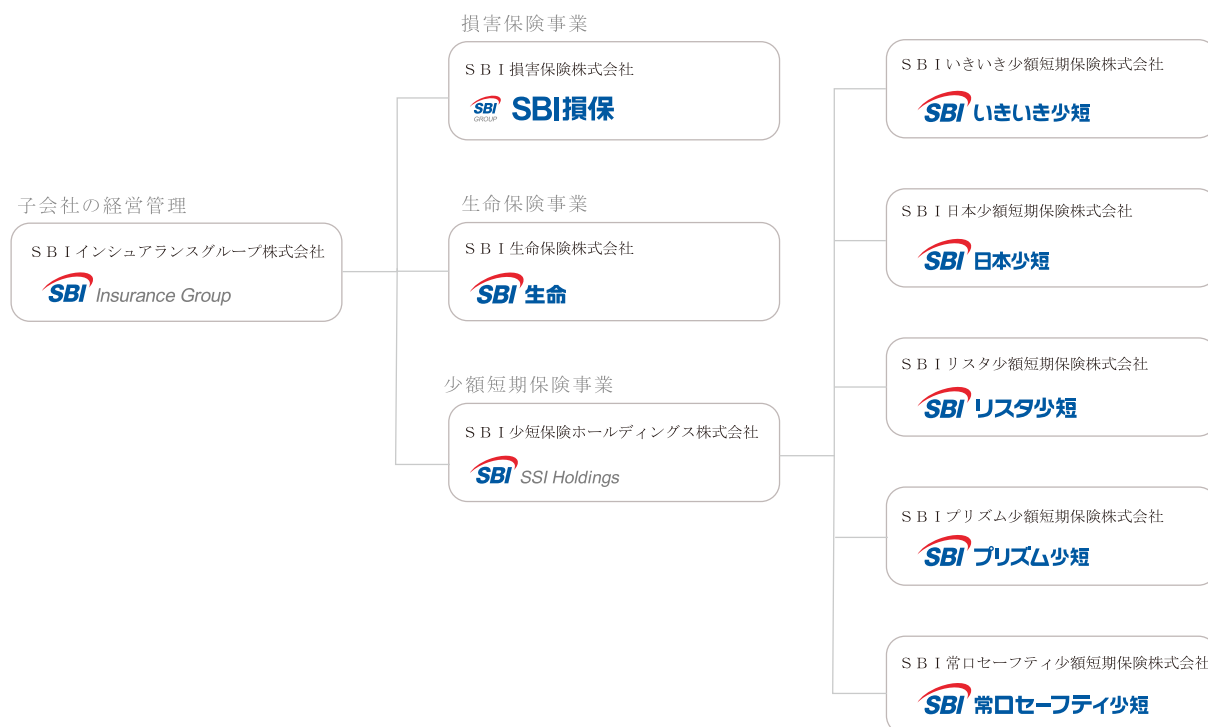 子会社の経営管理
SBIインシュアランスグループ株式会社
SBI Insurance Group
損害保険事業
SBI損害保険株式会社
SBI GROUP SBI損保
生命保険事業
SBI生命保険株式会社
SBI 生命
少額短期保険事業
SBI少短保険ホールディングス株式会社
SBI SSI Holdings
SBIいきいき少額短期保険株式会社
SBI いきいき少短
SBI日本少額短期保険株式会社
SBI 日本少短
SBIリスタ少額短期保険株式会社
SBI リスタ少短
SBIプリズム少額短期保険株式会社
SBI プリズム少短
SBI常口セーフティ少額短期保険株式会社
SBI 常口セーフティ少短